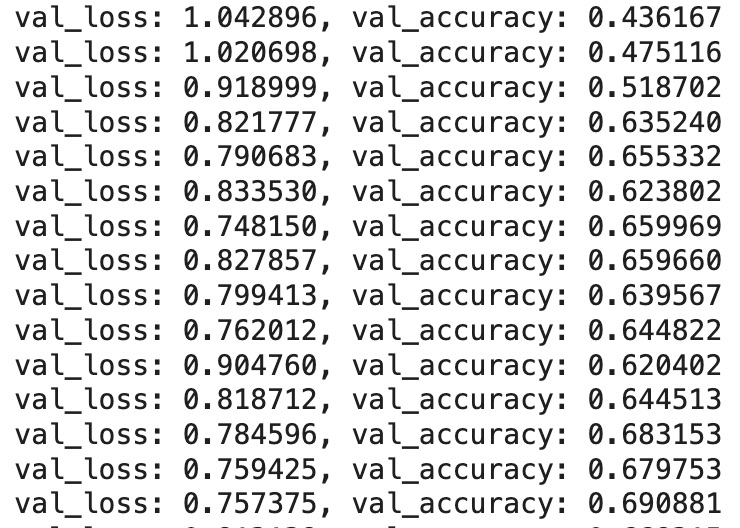 val_loss: 1.042896, val_accuracy: 0.436167
val_loss: 1.020698, val_accuracy: 0.475116
val_loss: 0.918999, val_accuracy: 0.518702
val_loss: 0.821777, val_accuracy: 0.635240
val_loss: 0.790683, val_accuracy: 0.655332
val_loss: 0.833530, val_accuracy: 0.623802
val_loss: 0.748150, val_accuracy: 0.659969
val_loss: 0.827857, val_accuracy: 0.659660
val_loss: 0.799413, val_accuracy: 0.639567
val_loss: 0.762012, val_accuracy: 0.644822
val_loss: 0.904760, val_accuracy: 0.620402
val_loss: 0.818712, val_accuracy: 0.644513
val_loss: 0.784596, val_accuracy: 0.683153
val_loss: 0.759425, val_accuracy: 0.679753
val_loss: 0.757375, val_accuracy: 0.690881